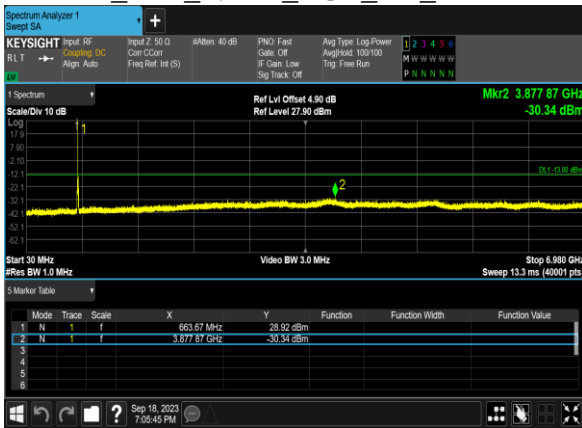 Spectrum Analyzer 1
Swept SA
KEYSIGHT
RLT
LV
Input: RF
Coupling: DC
Align: Auto
Input Z: 50 Ω
Corr CCorr
Freq Ref: Int (S)
#Atten: 40 dB
PNO: Fast
Gate: Off
IF Gain: Low
Sig Track: Off
Avg Type: Log-Power
Avg|Hold: 100/100
Trig: Free Run
1 2 3 4 5 6
M W W W W W
P N N N N N
1 Spectrum
Scale/Div 10 dB
Ref Lvl Offset 4.90 dB
Ref Level 27.90 dBm
Mkr2 3.877 87 GHz
-30.34 dBm
Log
17.9
7.90
-2.10
-12.1
-22.1
-32.1
-42.1
-52.1
-62.1
1
2
DL1 -13.00 dBm
Start 30 MHz
#Res BW 1.0 MHz
Video BW 3.0 MHz
Stop 6.980 GHz
Sweep 13.3 ms (40001 pts
5 Marker Table
Mode Trace Scale X Y Function Function Width Function Value
1 N 1 f 663.67 MHz 28.92 dBm
2 N 1 f 3.877 87 GHz -30.34 dBm
3
4
5
6
?
Sep 18, 2023
7:05:45 PM